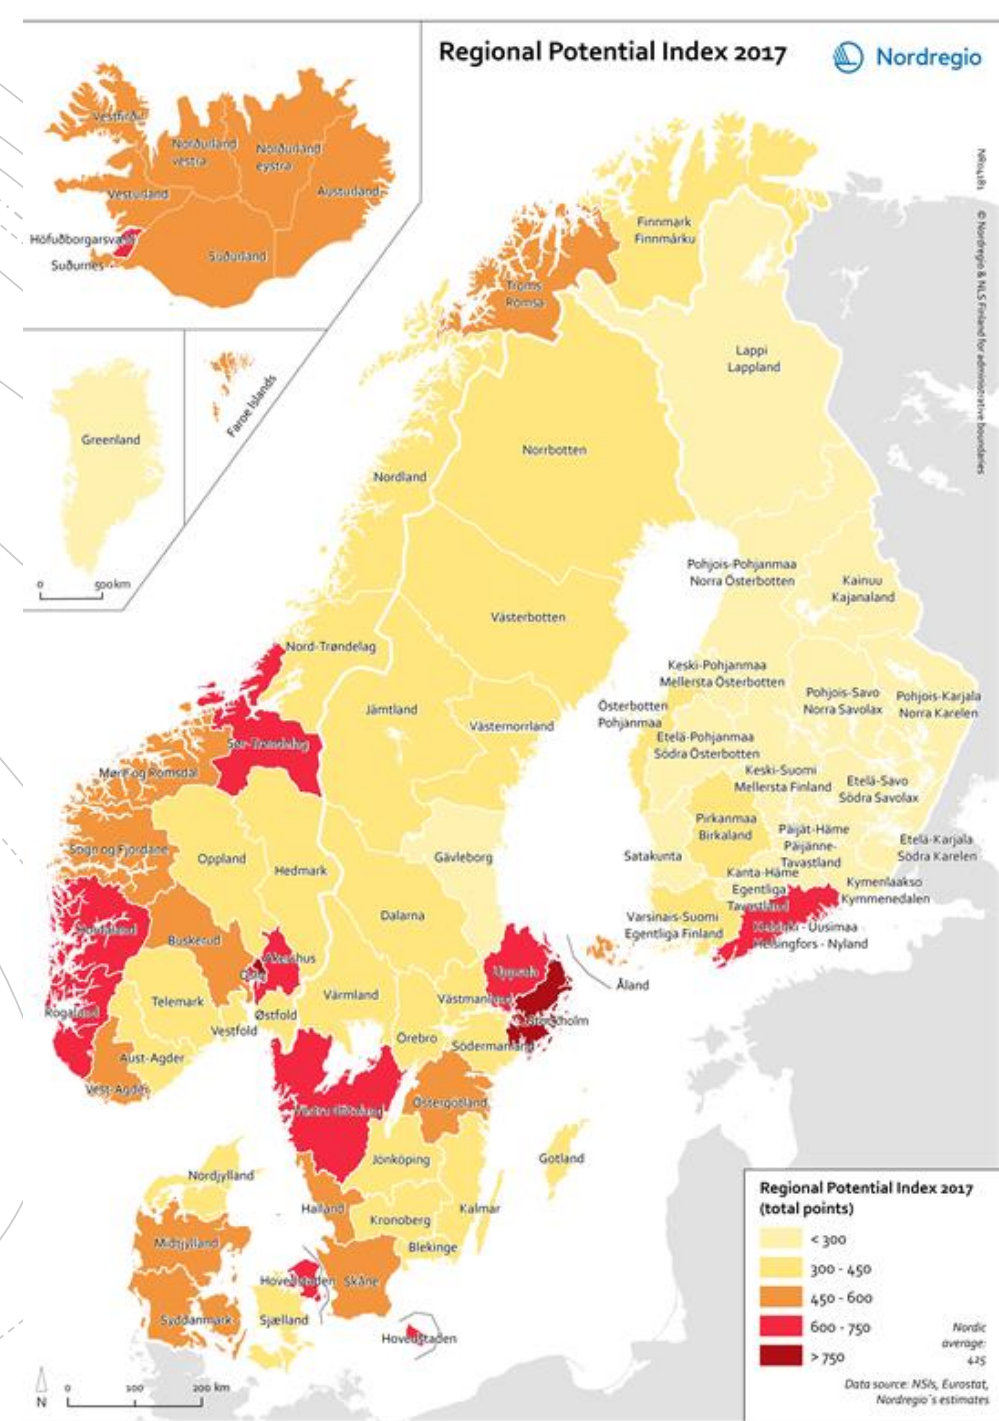 Regional Potential Index 2017
Nordregio
NR04181 © Nordregio & NLS Finland for administrative boundaries
Vestfirðir
Norðurland
vestra
Norðurland
eystra
Vesturland
Austurland
Höfuðborgarsvæði
Suðurnes
Suðurland
Faroe Islands
Greenland
0 500 km
Finnmark
Finnmárku
Troms
Romsa
Lappi
Lappland
Norrbotten
Nordland
Pohjois-Pohjanmaa
Norra Österbotten
Kainuu
Kajanaland
Västerbotten
Nord-Trøndelag
Keski-Pohjanmaa
Mellersta Österbotten
Pohjois-Savo
Norra Savolax
Pohjois-Karjala
Norra Karelen
Österbotten
Pohjanmaa
Jämtland
Västernorrland
Etelä-Pohjanmaa
Södra Österbotten
Sør-Trøndelag
Møre og Romsdal
Keski-Suomi
Mellersta Finland
Etelä-Savo
Södra Savolax
Pirkanmaa
Birkaland
Päijät-Häme
Päijänne-
Tavastland
Etelä-Karjala
Södra Karelen
Sogn og Fjordane
Oppland
Hedmark
Gävleborg
Satakunta
Kanta-Häme
Egentliga
Tavastland
Kymenlaakso
Kymmenedalen
Dalarna
Varsinais-Suomi
Egentliga Finland
Helsinki - Uusimaa
Helsingfors - Nyland
Hordaland
Buskerud
Akershus
Oslo
Uppsala
Åland
Telemark
Värmland
Västmanland
Rogaland
Østfold
Vestfold
Stockholm
Örebro
Södermanland
Aust-Agder
Vest-Agder
Östergötland
Västra Götaland
Jönköping
Gotland
Nordjylland
Halland
Kalmar
Kronoberg
Midtjylland
Blekinge
Hovedstaden
Skåne
Syddanmark
Sjælland
Hovedstaden
Regional Potential Index 2017
(total points)
< 300
300 - 450
450 - 600
600 - 750
> 750
Nordic
average:
425
Data source: NSIs, Eurostat,
Nordregio´s estimates
N
0 100 200 km